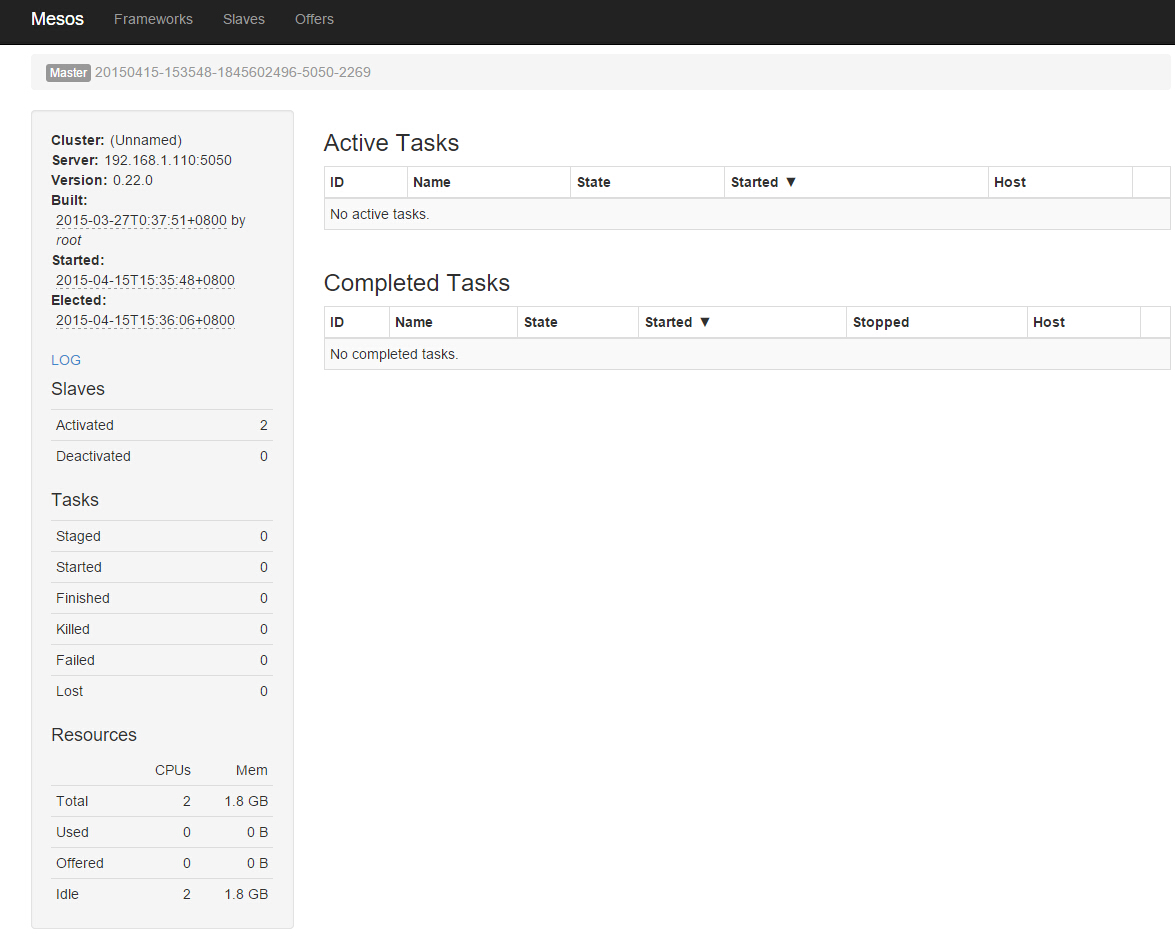 Mesos Frameworks Slaves Offers
Master 20150415-153548-1845602496-5050-2269
Cluster: (Unnamed)
Server: 192.168.1.110:5050
Version: 0.22.0
Built:
2015-03-27T0:37:51+0800 by
root
Started:
2015-04-15T15:35:48+0800
Elected:
2015-04-15T15:36:06+0800
LOG
Slaves
Activated 2
Deactivated 0
Tasks
Staged 0
Started 0
Finished 0
Killed 0
Failed 0
Lost 0
Resources
CPUs Mem
Total 2 1.8 GB
Used 0 0 B
Offered 0 0 B
Idle 2 1.8 GB
Active Tasks
ID Name State Started ▼ Host
No active tasks.
Completed Tasks
ID Name State Started ▼ Stopped Host
No completed tasks.